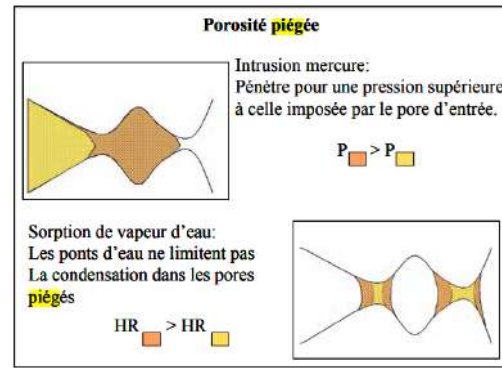 Porosité piégée
Intrusion mercure:
Pénètre pour une pression supérieure
à celle imposée par le pore d'entrée.
P > P
Sorption de vapeur d'eau:
Les ponts d'eau ne limitent pas
La condensation dans les pores
piégés
HR > HR